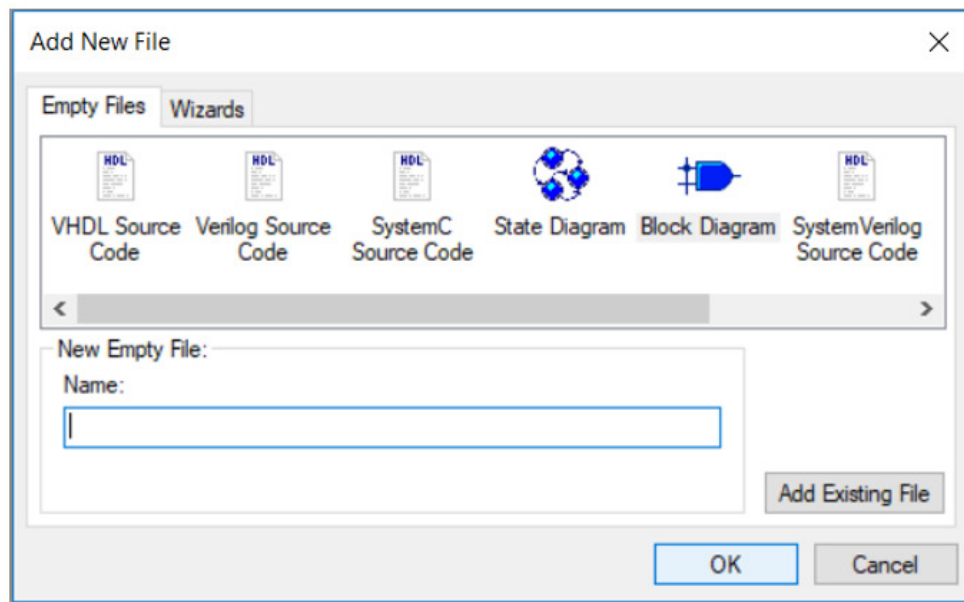 Add New File
Empty Files
Wizards
HDL
VHDL Source
Code
HDL
Verilog Source
Code
HDL
SystemC
Source Code
State Diagram
Block Diagram
HDL
SystemVerilog
Source Code
New Empty File:
Name:
Add Existing File
OK
Cancel